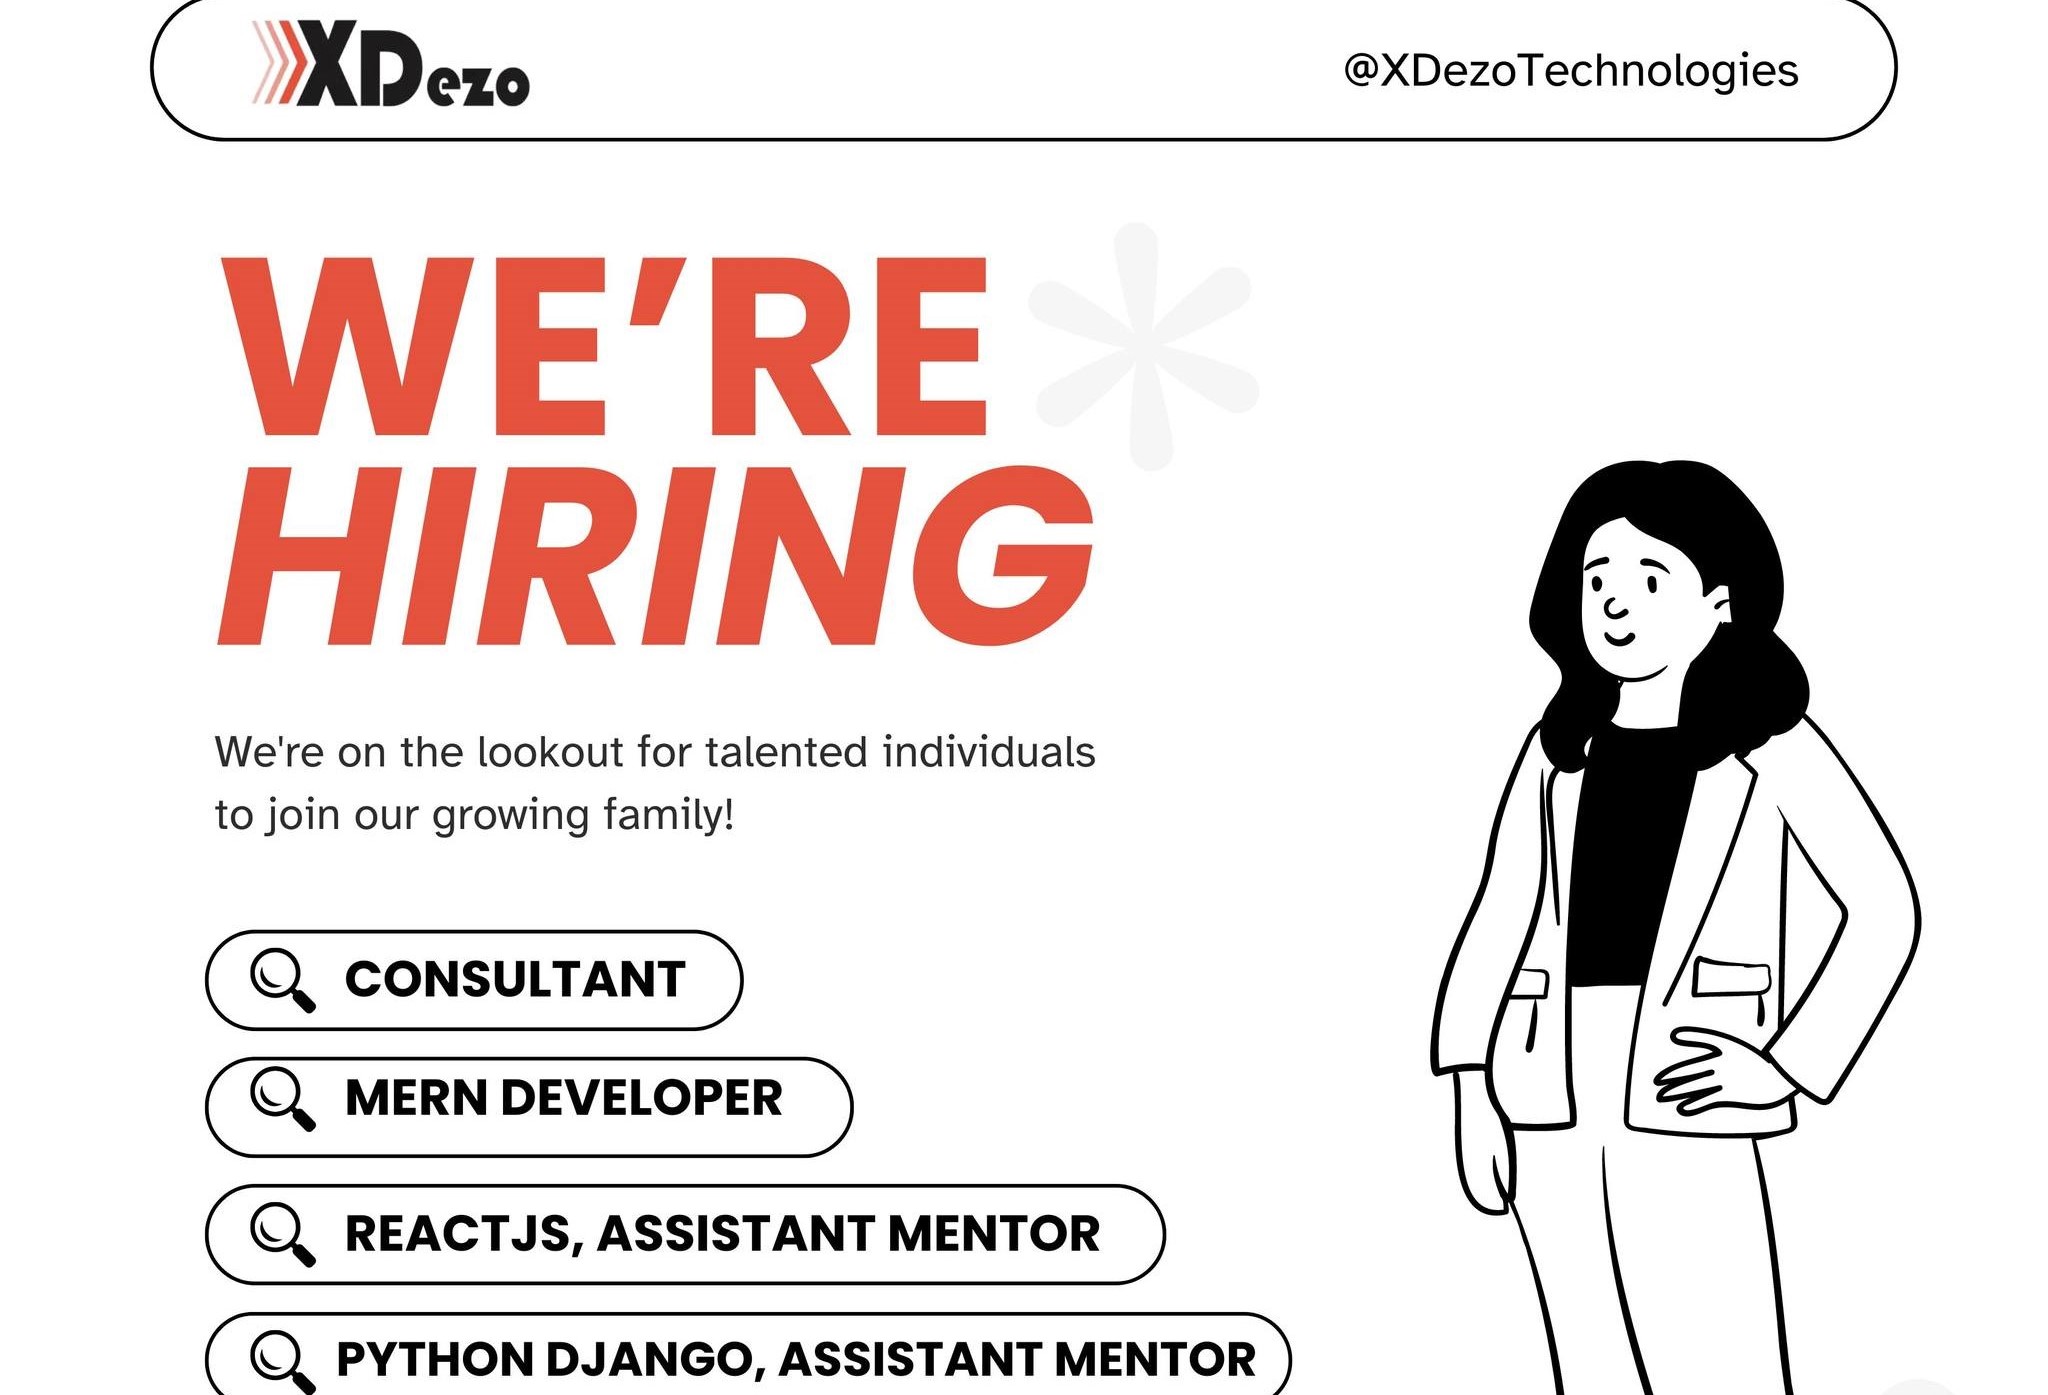 XDezo
@XDezoTechnologies
WE’RE
HIRING
We're on the lookout for talented individuals
to join our growing family!
CONSULTANT
MERN DEVELOPER
REACTJS, ASSISTANT MENTOR
PYTHON DJANGO, ASSISTANT MENTOR